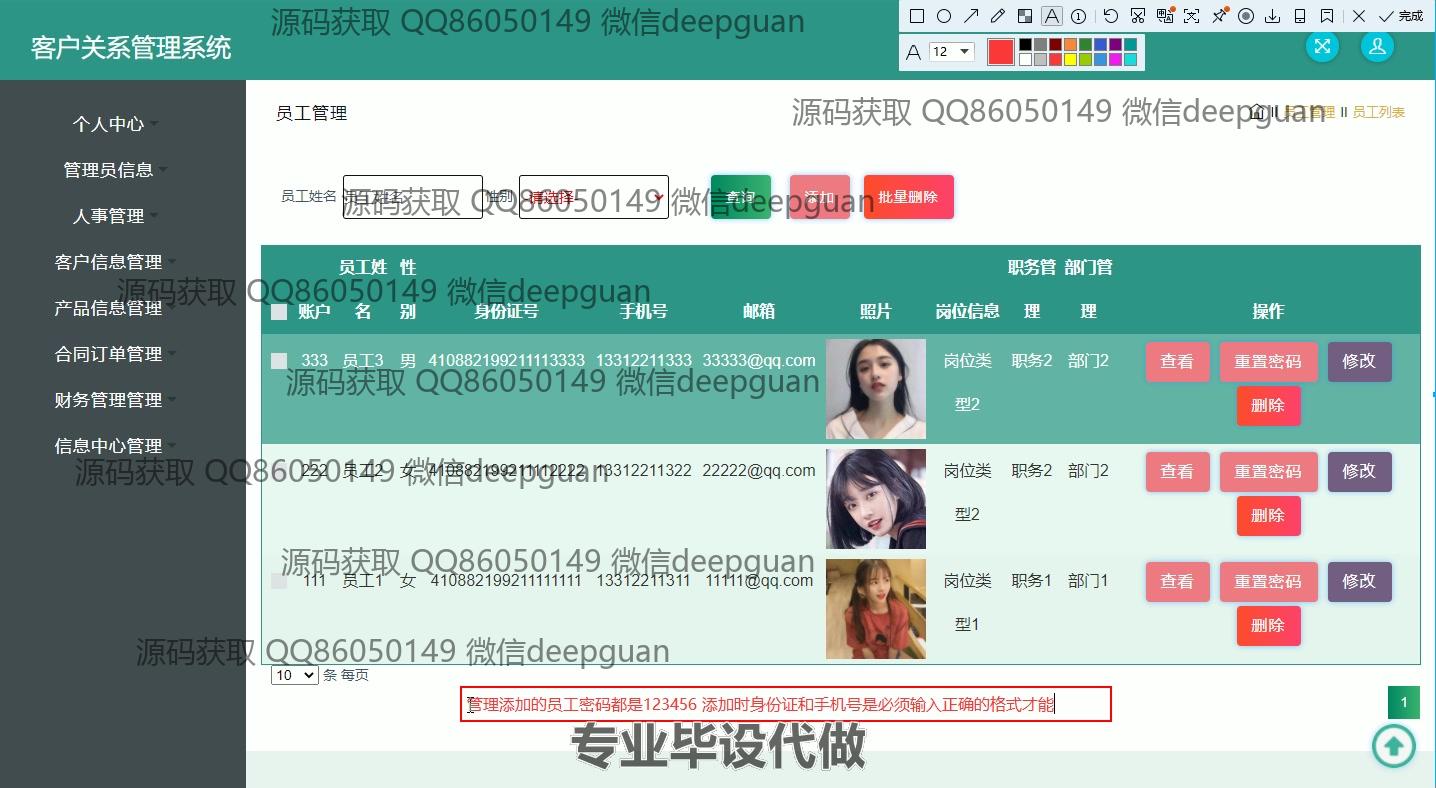 源码获取 QQ86050149 微信deepguan
12
完成
客户关系管理系统
个人中心
管理员信息
人事管理
客户信息管理
产品信息管理
合同订单管理
财务管理管理
信息中心管理
员工管理
源码获取 QQ86050149 微信deepguan
员工管理 II 员工列表
员工姓名 员工姓名 性别 请选择 查询 添加 批量删除
源码获取 QQ86050149 微信deepguan
账户 员工姓名 性别 身份证号 手机号 邮箱 照片 岗位信息 职务管理 部门管理 操作
源码获取 QQ86050149 微信deepguan
333 员工3 男 410882199211113333 13312211333 33333@qq.com 岗位类型2 职务2 部门2 查看 重置密码 修改 删除
源码获取 QQ86050149 微信deepguan
222 员工2 女 410882199211112222 13312211322 22222@qq.com 岗位类型2 职务2 部门2 查看 重置密码 修改 删除
源码获取 QQ86050149 微信deepguan
源码获取 QQ86050149 微信deepguan
111 员工1 女 410882199211111111 13312211311 11111@qq.com 岗位类型1 职务1 部门1 查看 重置密码 修改 删除
源码获取 QQ86050149 微信deepguan
10 条 每页
管理添加的员工密码都是123456 添加时身份证和手机号是必须输入正确的格式才能
1
专业毕设代做